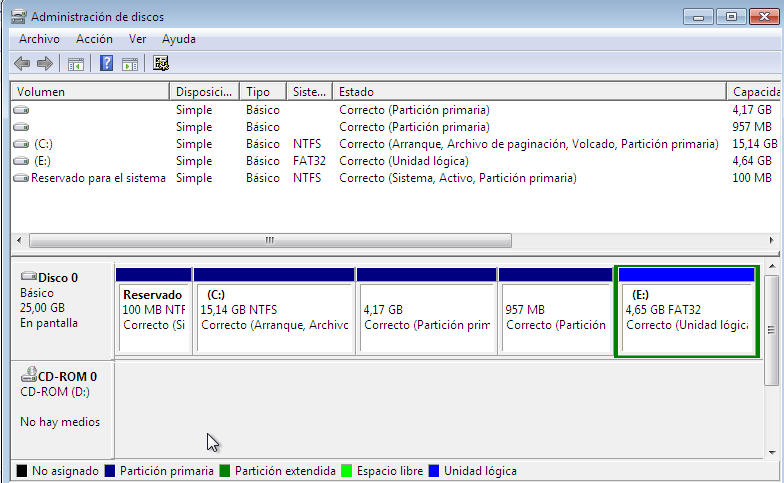 Administración de discos
Archivo Acción Ver Ayuda
Volumen Disposici... Tipo Siste... Estado Capacida
Simple Básico Correcto (Partición primaria) 4,17 GB
Simple Básico Correcto (Partición primaria) 957 MB
(C:) Simple Básico NTFS Correcto (Arranque, Archivo de paginación, Volcado, Partición primaria) 15,14 GB
(E:) Simple Básico FAT32 Correcto (Unidad lógica) 4,64 GB
Reservado para el sistema Simple Básico NTFS Correcto (Sistema, Activo, Partición primaria) 100 MB
Disco 0
Básico
25,00 GB
En pantalla
Reservado
100 MB NTF
Correcto (Si
(C:)
15,14 GB NTFS
Correcto (Arranque, Archivc
4,17 GB
Correcto (Partición prim
957 MB
Correcto (Partición
(E:)
4,65 GB FAT32
Correcto (Unidad lógica
CD-ROM 0
CD-ROM (D:)
No hay medios
No asignado Partición primaria Partición extendida Espacio libre Unidad lógica